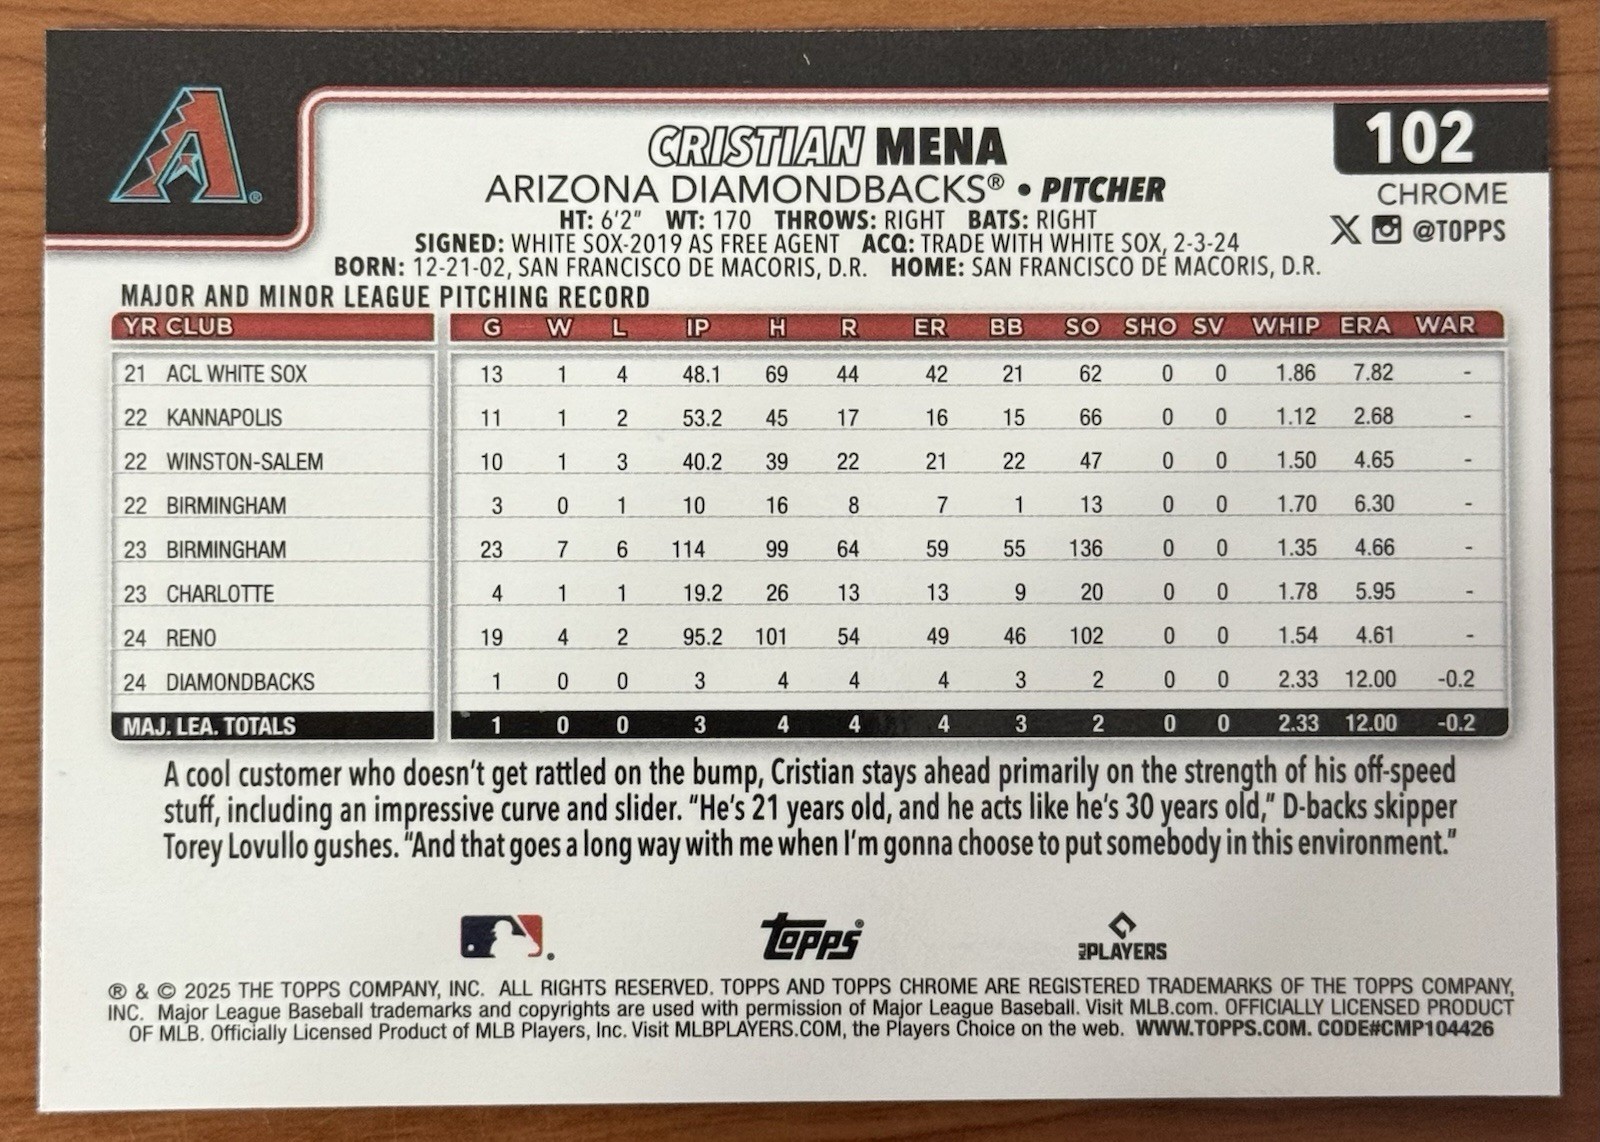 102
CRISTIAN MENA
ARIZONA DIAMONDBACKS® • PITCHER
CHROME
HT: 6'2" WT: 170 THROWS: RIGHT BATS: RIGHT
X @TOPPS
SIGNED: WHITE SOX-2019 AS FREE AGENT ACQ: TRADE WITH WHITE SOX, 2-3-24
BORN: 12-21-02, SAN FRANCISCO DE MACORIS, D.R. HOME: SAN FRANCISCO DE MACORIS, D.R.
MAJOR AND MINOR LEAGUE PITCHING RECORD
YR CLUB G W L IP H R ER BB SO SHO SV WHIP ERA WAR
21 ACL WHITE SOX 13 1 4 48.1 69 44 42 21 62 0 0 1.86 7.82 -
22 KANNAPOLIS 11 1 2 53.2 45 17 16 15 66 0 0 1.12 2.68 -
22 WINSTON-SALEM 10 1 3 40.2 39 22 21 22 47 0 0 1.50 4.65 -
22 BIRMINGHAM 3 0 1 10 16 8 7 1 13 0 0 1.70 6.30 -
23 BIRMINGHAM 23 7 6 114 99 64 59 55 136 0 0 1.35 4.66 -
23 CHARLOTTE 4 1 1 19.2 26 13 13 9 20 0 0 1.78 5.95 -
24 RENO 19 4 2 95.2 101 54 49 46 102 0 0 1.54 4.61 -
24 DIAMONDBACKS 1 0 0 3 4 4 4 3 2 0 0 2.33 12.00 -0.2
MAJ. LEA. TOTALS 1 0 0 3 4 4 4 3 2 0 0 2.33 12.00 -0.2
A cool customer who doesn't get rattled on the bump, Cristian stays ahead primarily on the strength of his off-speed
stuff, including an impressive curve and slider. "He's 21 years old, and he acts like he's 30 years old," D-backs skipper
Torey Lovullo gushes. "And that goes a long way with me when I'm gonna choose to put somebody in this environment."
Topps®
MLB PLAYERS
® & © 2025 THE TOPPS COMPANY, INC. ALL RIGHTS RESERVED. TOPPS AND TOPPS CHROME ARE REGISTERED TRADEMARKS OF THE TOPPS COMPANY,
INC. Major League Baseball trademarks and copyrights are used with permission of Major League Baseball. Visit MLB.com. OFFICIALLY LICENSED PRODUCT
OF MLB. Officially Licensed Product of MLB Players, Inc. Visit MLBPLAYERS.COM, the Players Choice on the web. WWW.TOPPS.COM. CODE#CMP104426